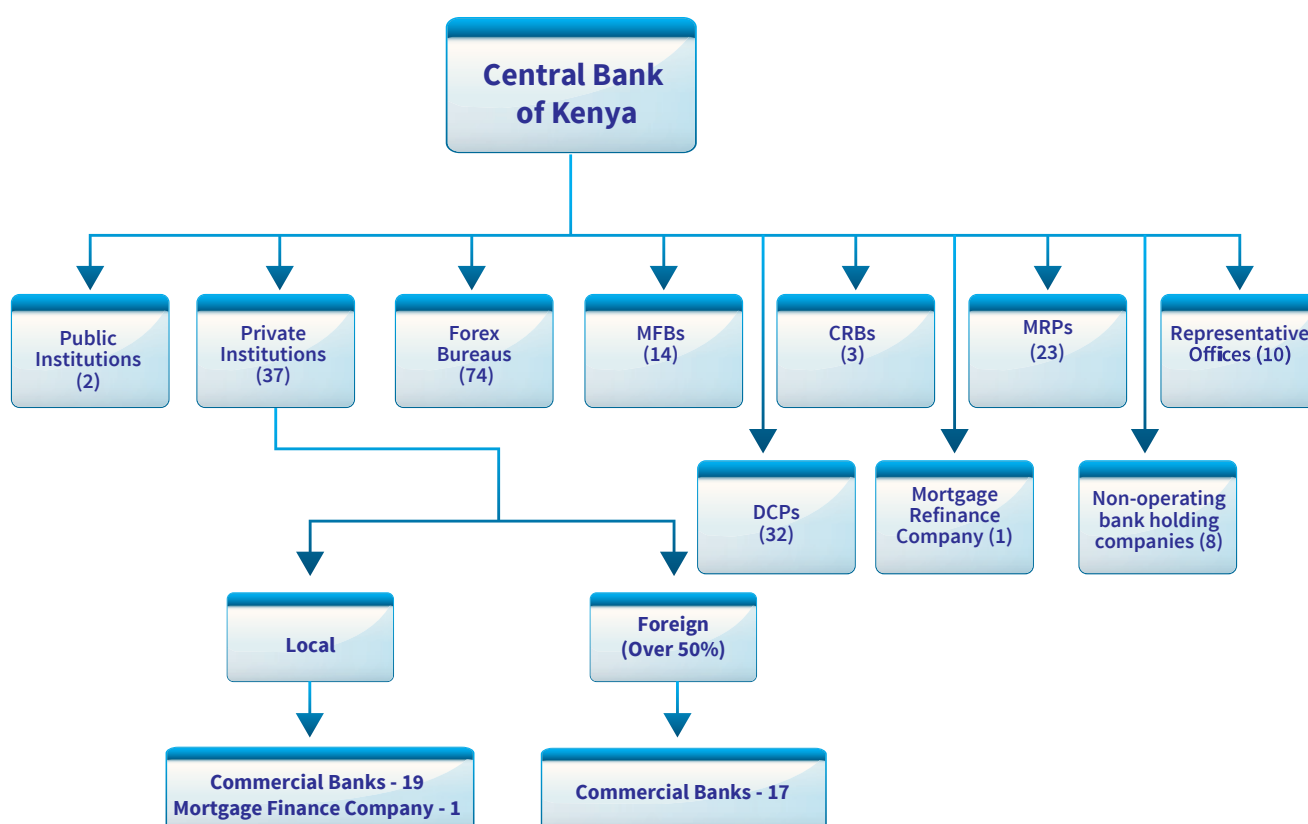 Central Bank
of Kenya
Public
Institutions
(2)
Private
Institutions
(37)
Forex
Bureaus
(74)
MFBs
(14)
CRBs
(3)
MRPs
(23)
Representative
Offices (10)
DCPs
(32)
Mortgage
Refinance
Company (1)
Non-operating
bank holding
companies (8)
Local
Foreign
(Over 50%)
Commercial Banks - 19
Mortgage Finance Company - 1
Commercial Banks - 17